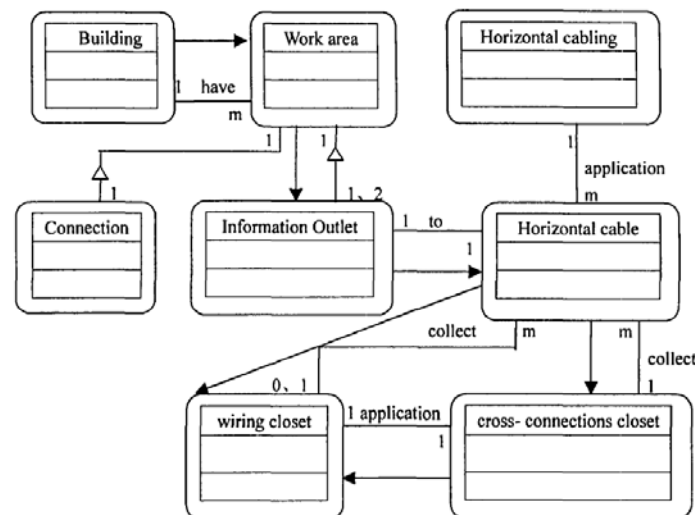 Building
Work area
Horizontal cabling
1 have
m
1
1
1
application
1
1、2
m
Connection
Information Outlet
1 to
1
Horizontal cable
collect
m
m
collect
0、1
1
wiring closet
1 application
1
cross- connections closet